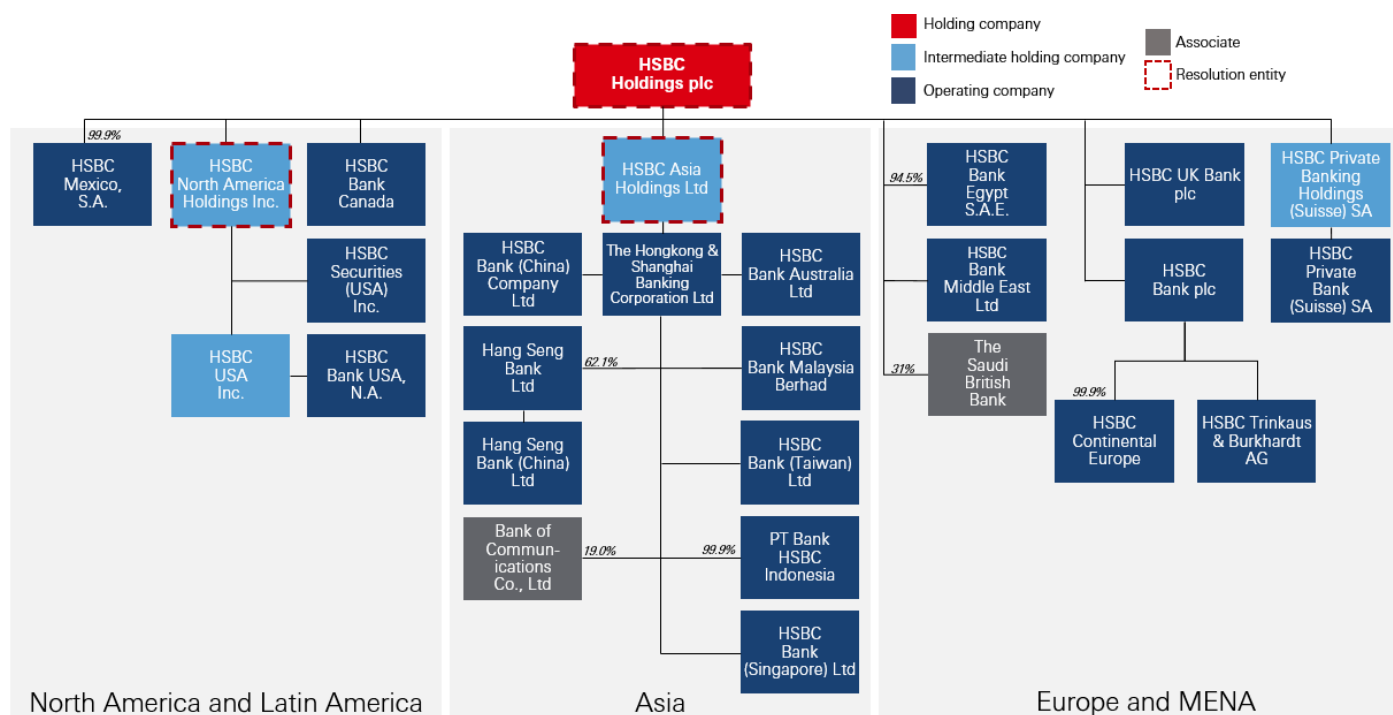 HSBC
Holdings plc
Holding company
Intermediate holding company
Operating company
Associate
Resolution entity
99.9%
HSBC
Mexico,
S.A.
HSBC
North America
Holdings Inc.
HSBC
Bank
Canada
HSBC
Securities
(USA)
Inc.
HSBC
USA
Inc.
HSBC
Bank USA,
N.A.
North America and Latin America
HSBC Asia
Holdings Ltd
HSBC
Bank (China)
Company
Ltd
The Hongkong &
Shanghai
Banking
Corporation Ltd
HSBC
Bank Australia
Ltd
Hang Seng
Bank
Ltd
62.1%
HSBC
Bank Malaysia
Berhad
Hang Seng
Bank (China)
Ltd
HSBC
Bank (Taiwan)
Ltd
Bank of
Commun-
ications
Co., Ltd
19.0%
99.9%
PT Bank
HSBC
Indonesia
HSBC
Bank
(Singapore) Ltd
Asia
94.5%
HSBC
Bank
Egypt
S.A.E.
HSBC UK Bank
plc
HSBC Private
Banking
Holdings
(Suisse) SA
HSBC
Bank
Middle East
Ltd
HSBC
Bank plc
HSBC
Private
Bank
(Suisse) SA
31%
The
Saudi
British
Bank
99.9%
HSBC
Continental
Europe
HSBC Trinkaus
& Burkhardt
AG
Europe and MENA